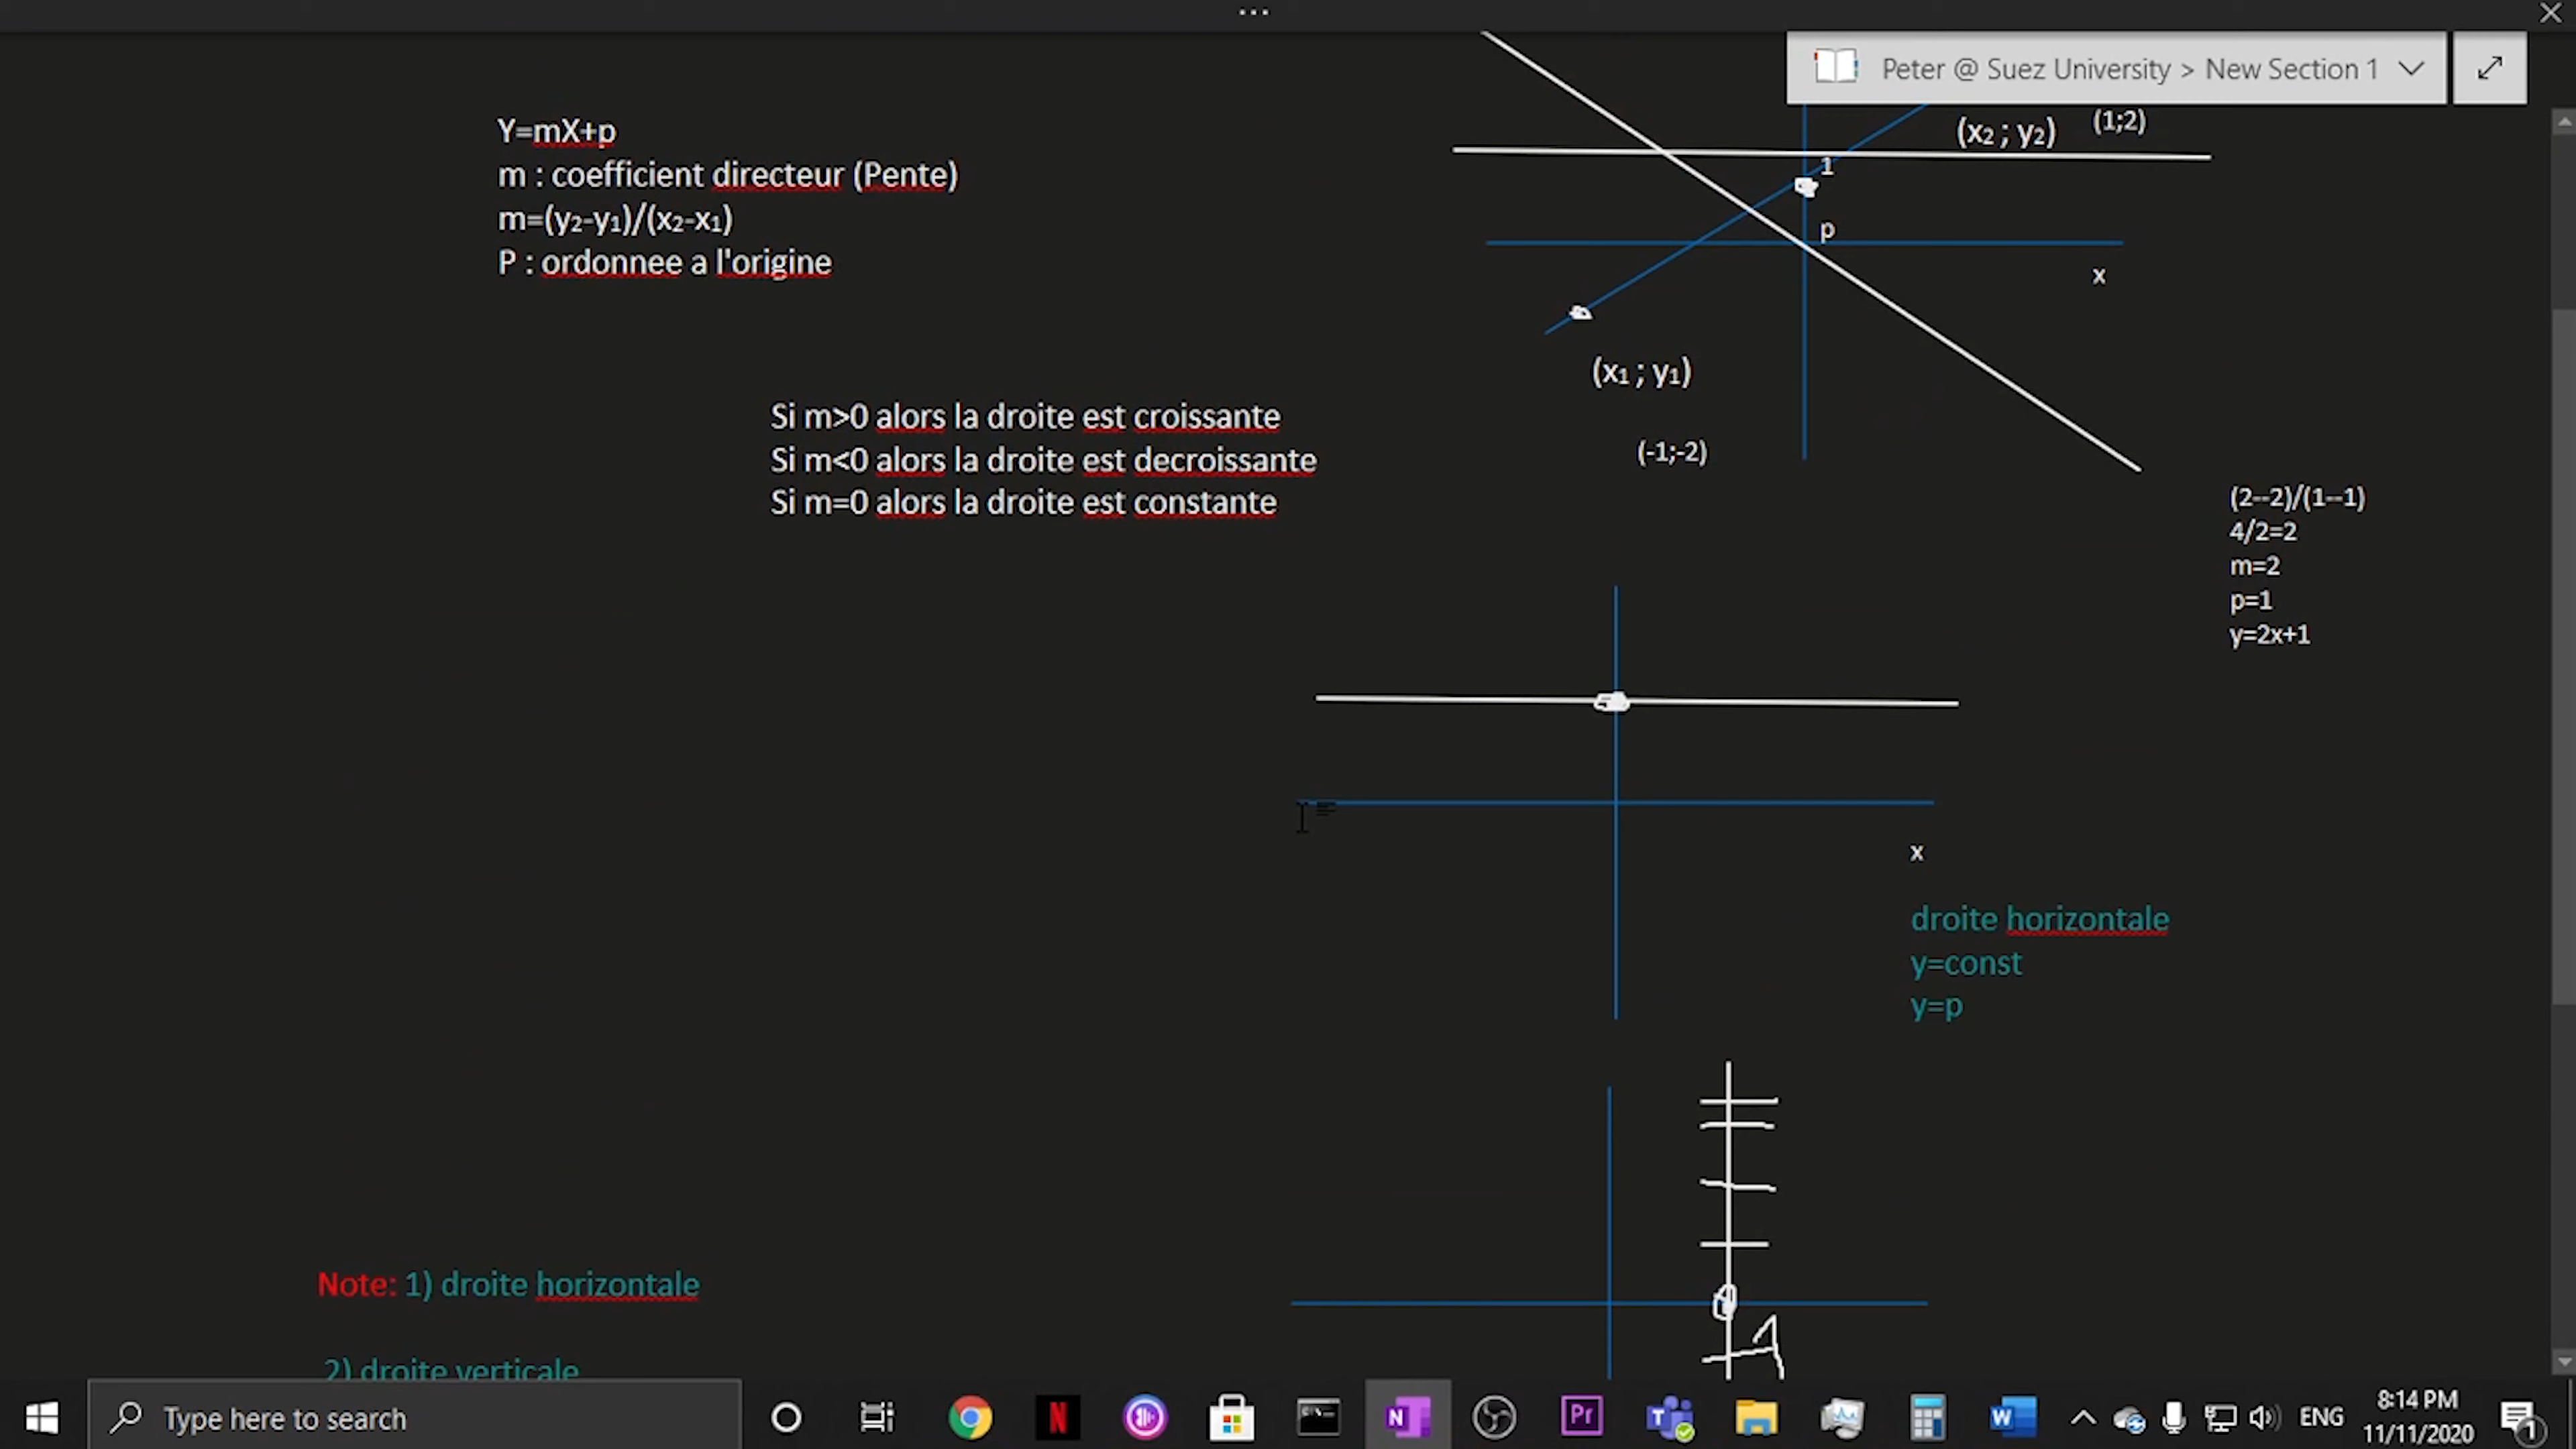 Peter @ Suez University > New Section 1
Y=mX+p
m : coefficient directeur (Pente)
m=(y₂-y₁)/(x₂-x₁)
P : ordonnee a l'origine
(x₂ ; y₂)
(1;2)
1
p
x
(x₁ ; y₁)
(-1;-2)
Si m>0 alors la droite est croissante
Si m<0 alors la droite est decroissante
Si m=0 alors la droite est constante
(2--2)/(1--1)
4/2=2
m=2
p=1
y=2x+1
x
droite horizontale
y=const
y=p
1
Note: 1) droite horizontale
2) droite verticale
Type here to search
ENG
8:14 PM
11/11/2020
1